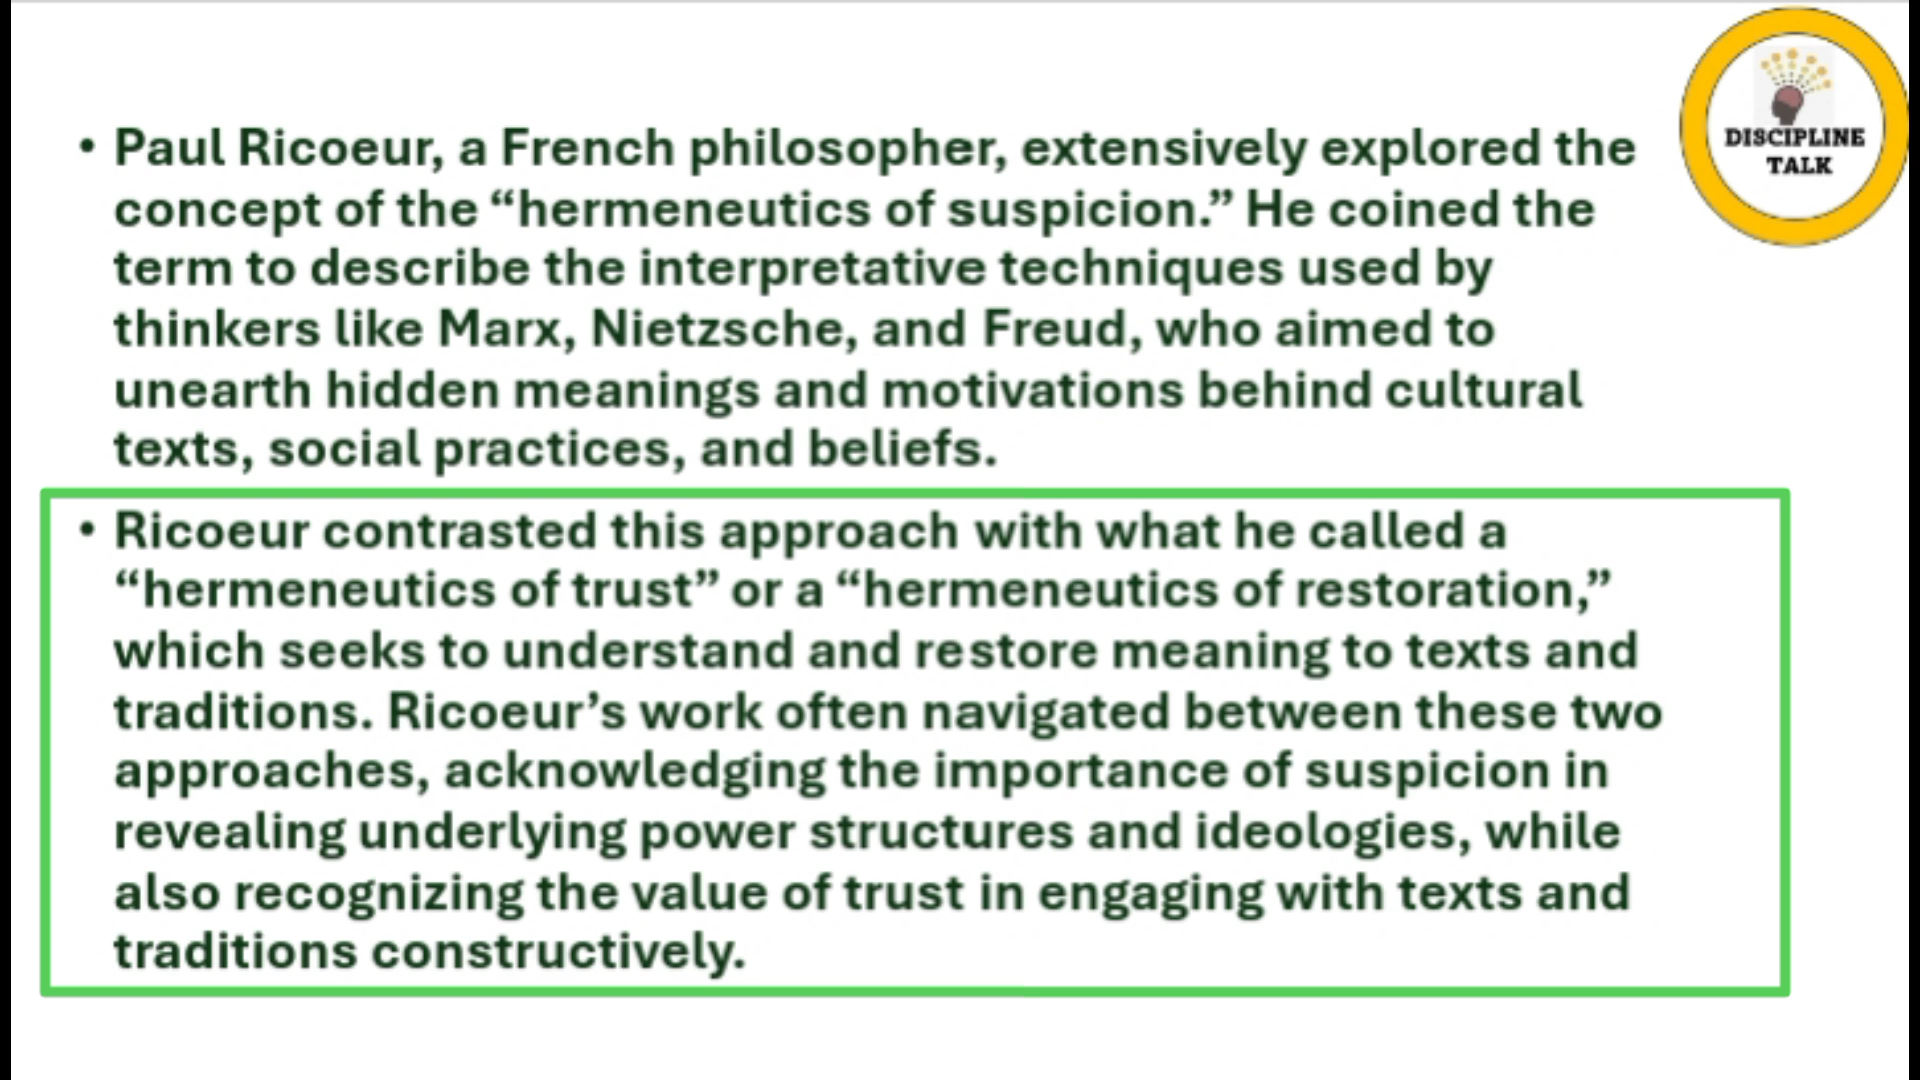 • Paul Ricoeur, a French philosopher, extensively explored the
concept of the “hermeneutics of suspicion.” He coined the
term to describe the interpretative techniques used by
thinkers like Marx, Nietzsche, and Freud, who aimed to
unearth hidden meanings and motivations behind cultural
texts, social practices, and beliefs.
• Ricoeur contrasted this approach with what he called a
“hermeneutics of trust” or a “hermeneutics of restoration,”
which seeks to understand and restore meaning to texts and
traditions. Ricoeur’s work often navigated between these two
approaches, acknowledging the importance of suspicion in
revealing underlying power structures and ideologies, while
also recognizing the value of trust in engaging with texts and
traditions constructively.
DISCIPLINE
TALK